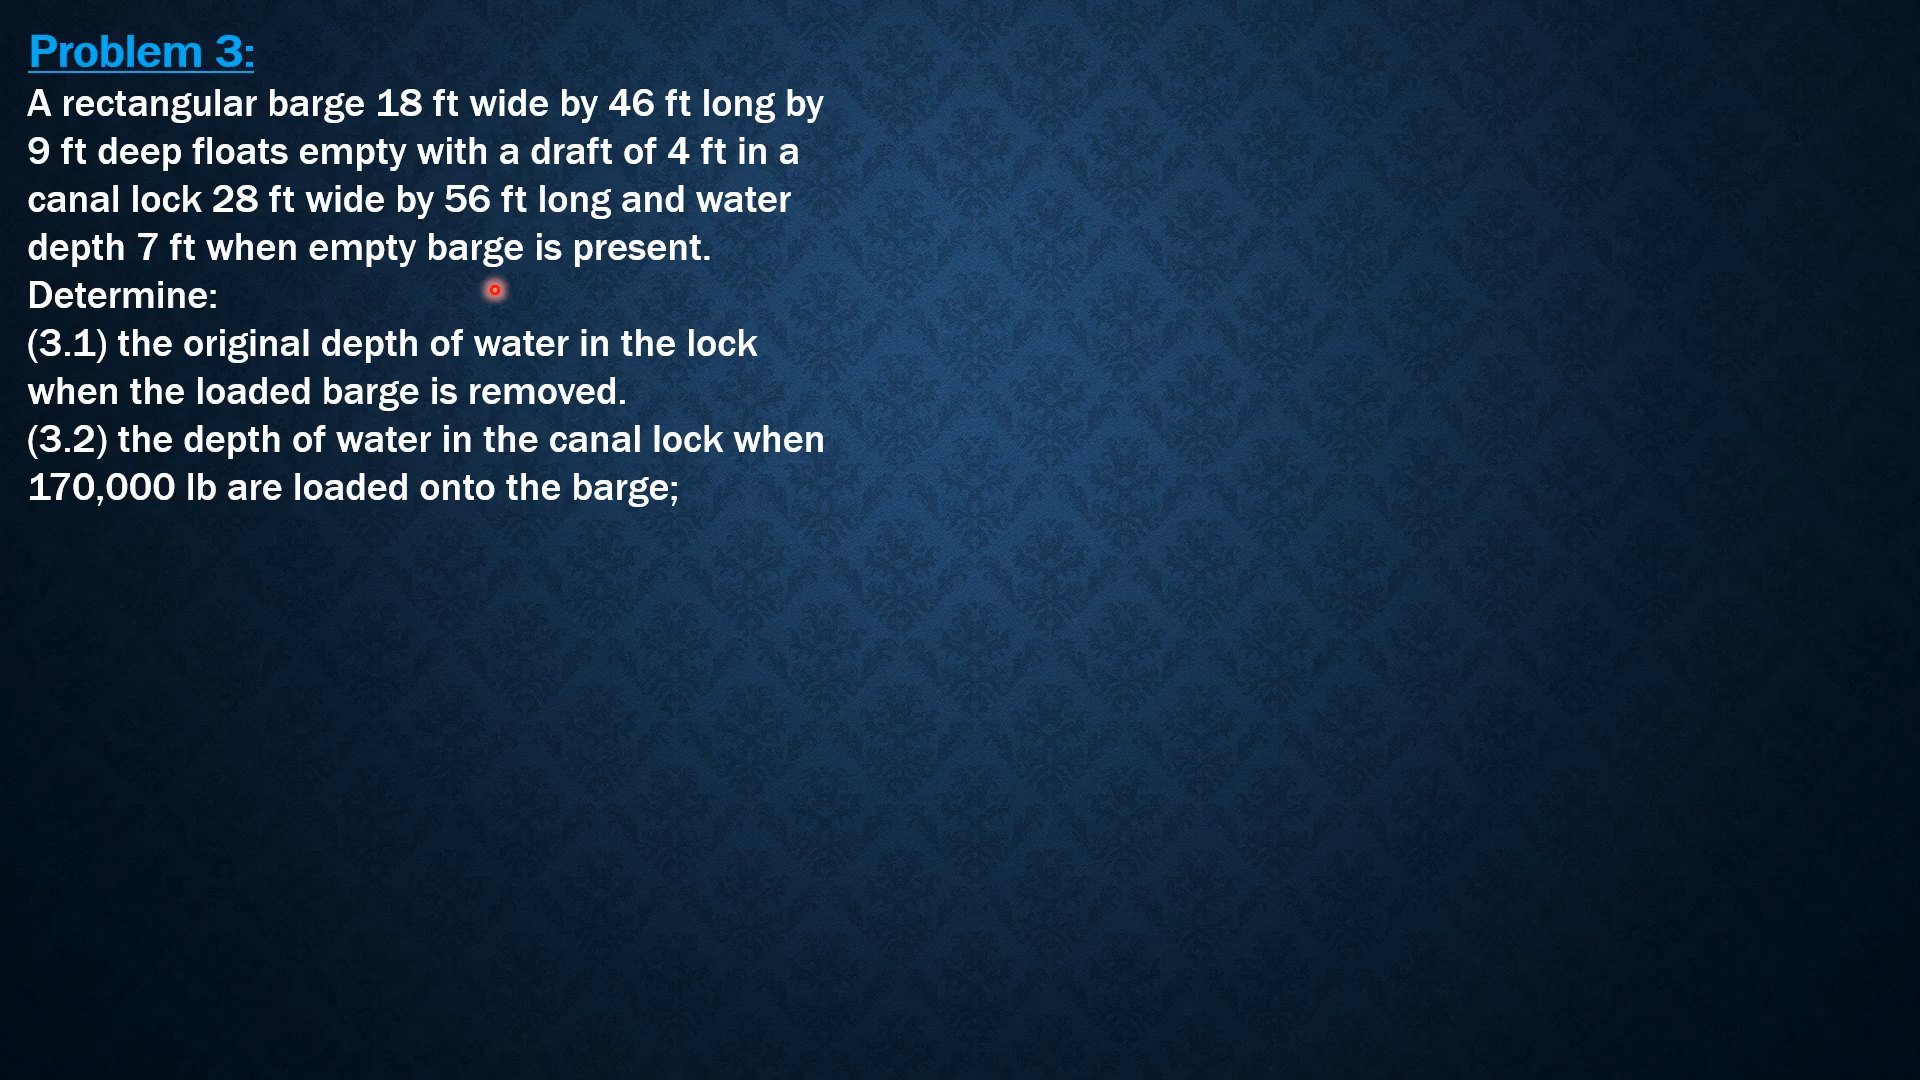 Problem 3:
A rectangular barge 18 ft wide by 46 ft long by
9 ft deep floats empty with a draft of 4 ft in a
canal lock 28 ft wide by 56 ft long and water
depth 7 ft when empty barge is present.
Determine:
(3.1) the original depth of water in the lock
when the loaded barge is removed.
(3.2) the depth of water in the canal lock when
170,000 lb are loaded onto the barge;